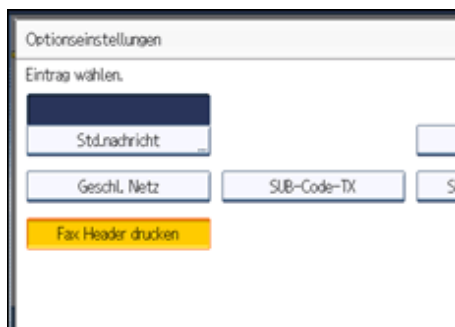 Optionseinstellungen
Eintrag wählen.
Std.nachricht
Geschl. Netz
SUB-Code-TX
S
Fax Header drucken